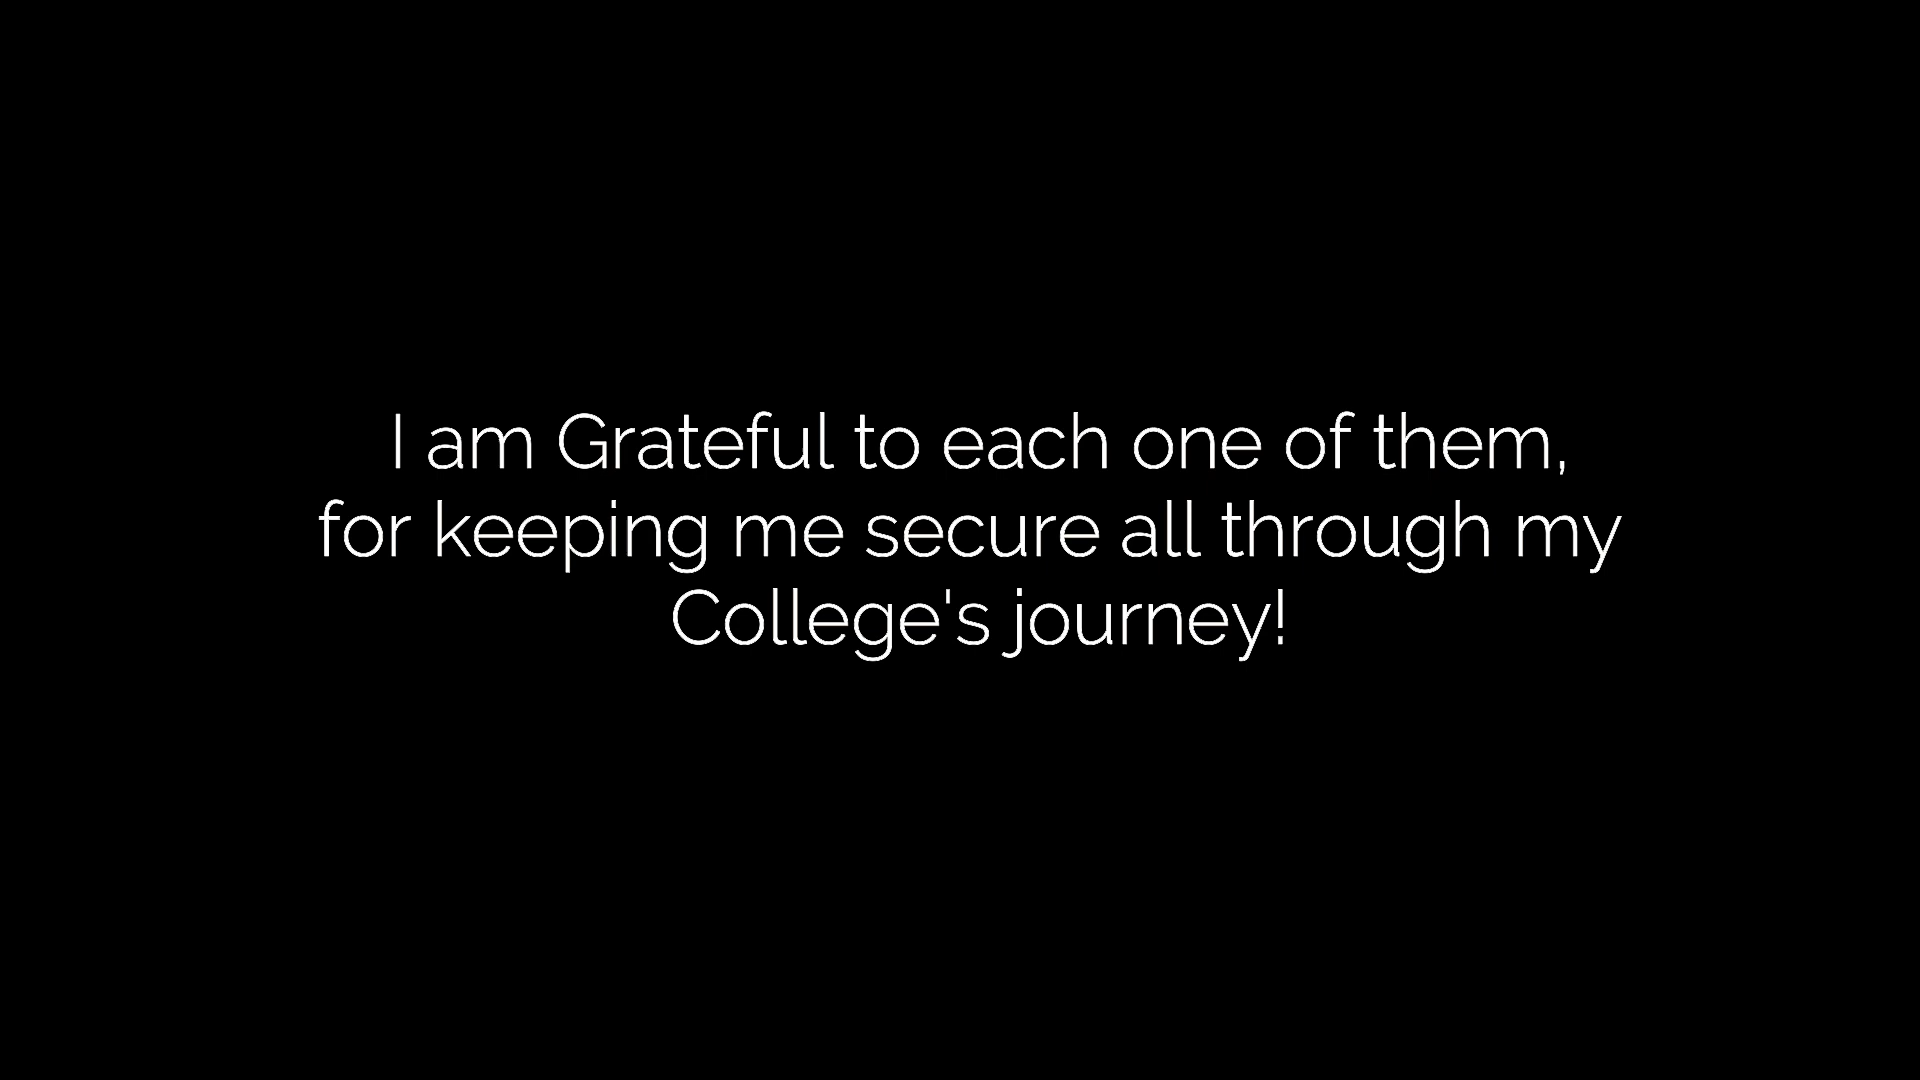 I am Grateful to each one of them,
for keeping me secure all through my
College's journey!